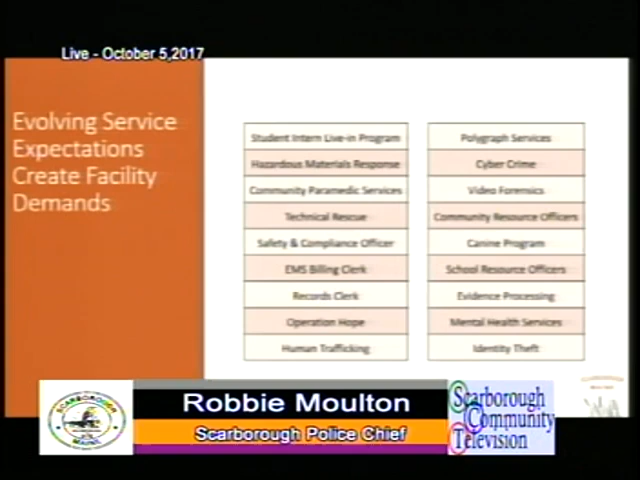 Live - October 5,2017
Evolving Service
Expectations
Create Facility
Demands
Student Intern Live-in Program
Hazardous Materials Response
Community Paramedic Services
Technical Rescue
Safety & Compliance Officer
EMS Billing Clerk
Records Clerk
Operation Hope
Human Trafficking
Polygraph Services
Cyber Crime
Video Forensics
Community Resource Officers
Canine Program
School Resource Officers
Evidence Processing
Mental Health Services
Identity Theft
SCARBOROUGH
MAINE
Robbie Moulton
Scarborough Police Chief
Scarborough
Community
Television